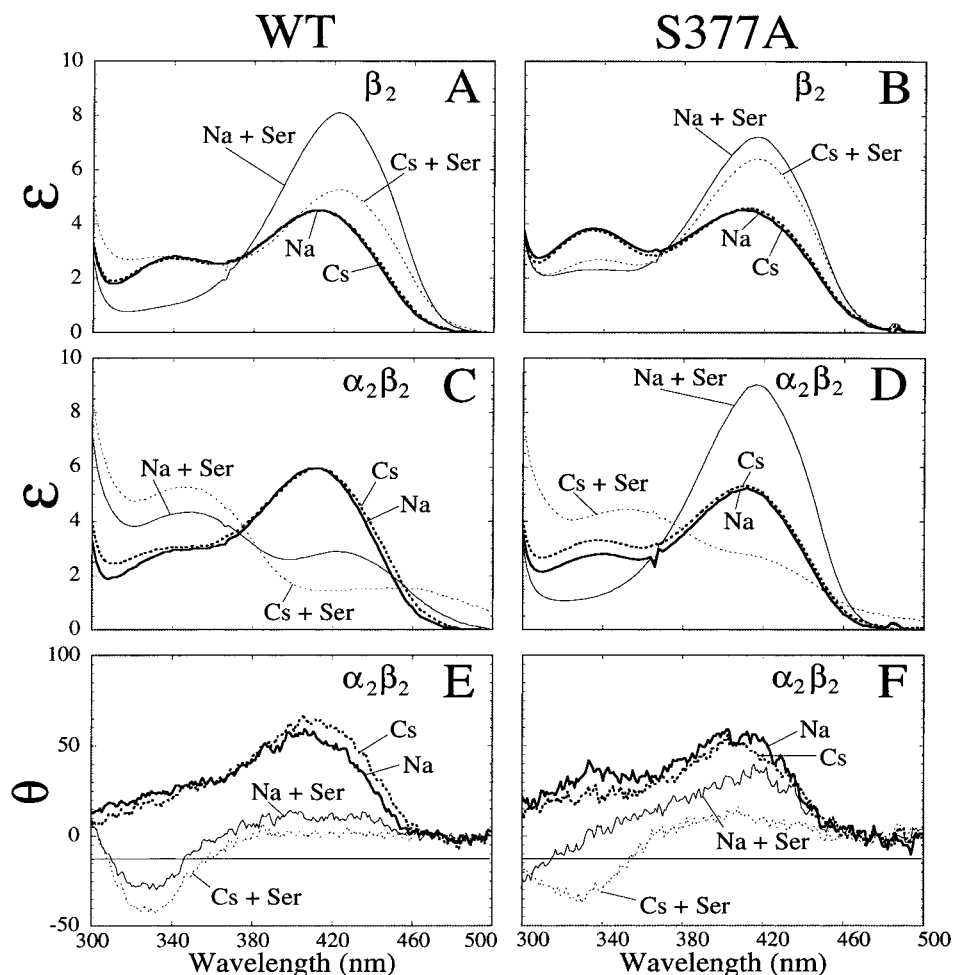 WT
S377A
10
8
6
4
2
0
ε
β2
A
Na + Ser
Cs + Ser
Na
Cs
β2
B
Na + Ser
Cs + Ser
Na
Cs
10
8
6
4
2
0
ε
α2β2
C
Na + Ser
Cs
Na
Cs + Ser
α2β2
D
Na + Ser
Cs + Ser
Cs
Na
100
50
0
-50
θ
α2β2
E
Cs
Na
Na + Ser
Cs + Ser
α2β2
F
Na
Cs
Na + Ser
Cs + Ser
300 340 380 420 460 500
300 340 380 420 460 500
Wavelength (nm)
Wavelength (nm)